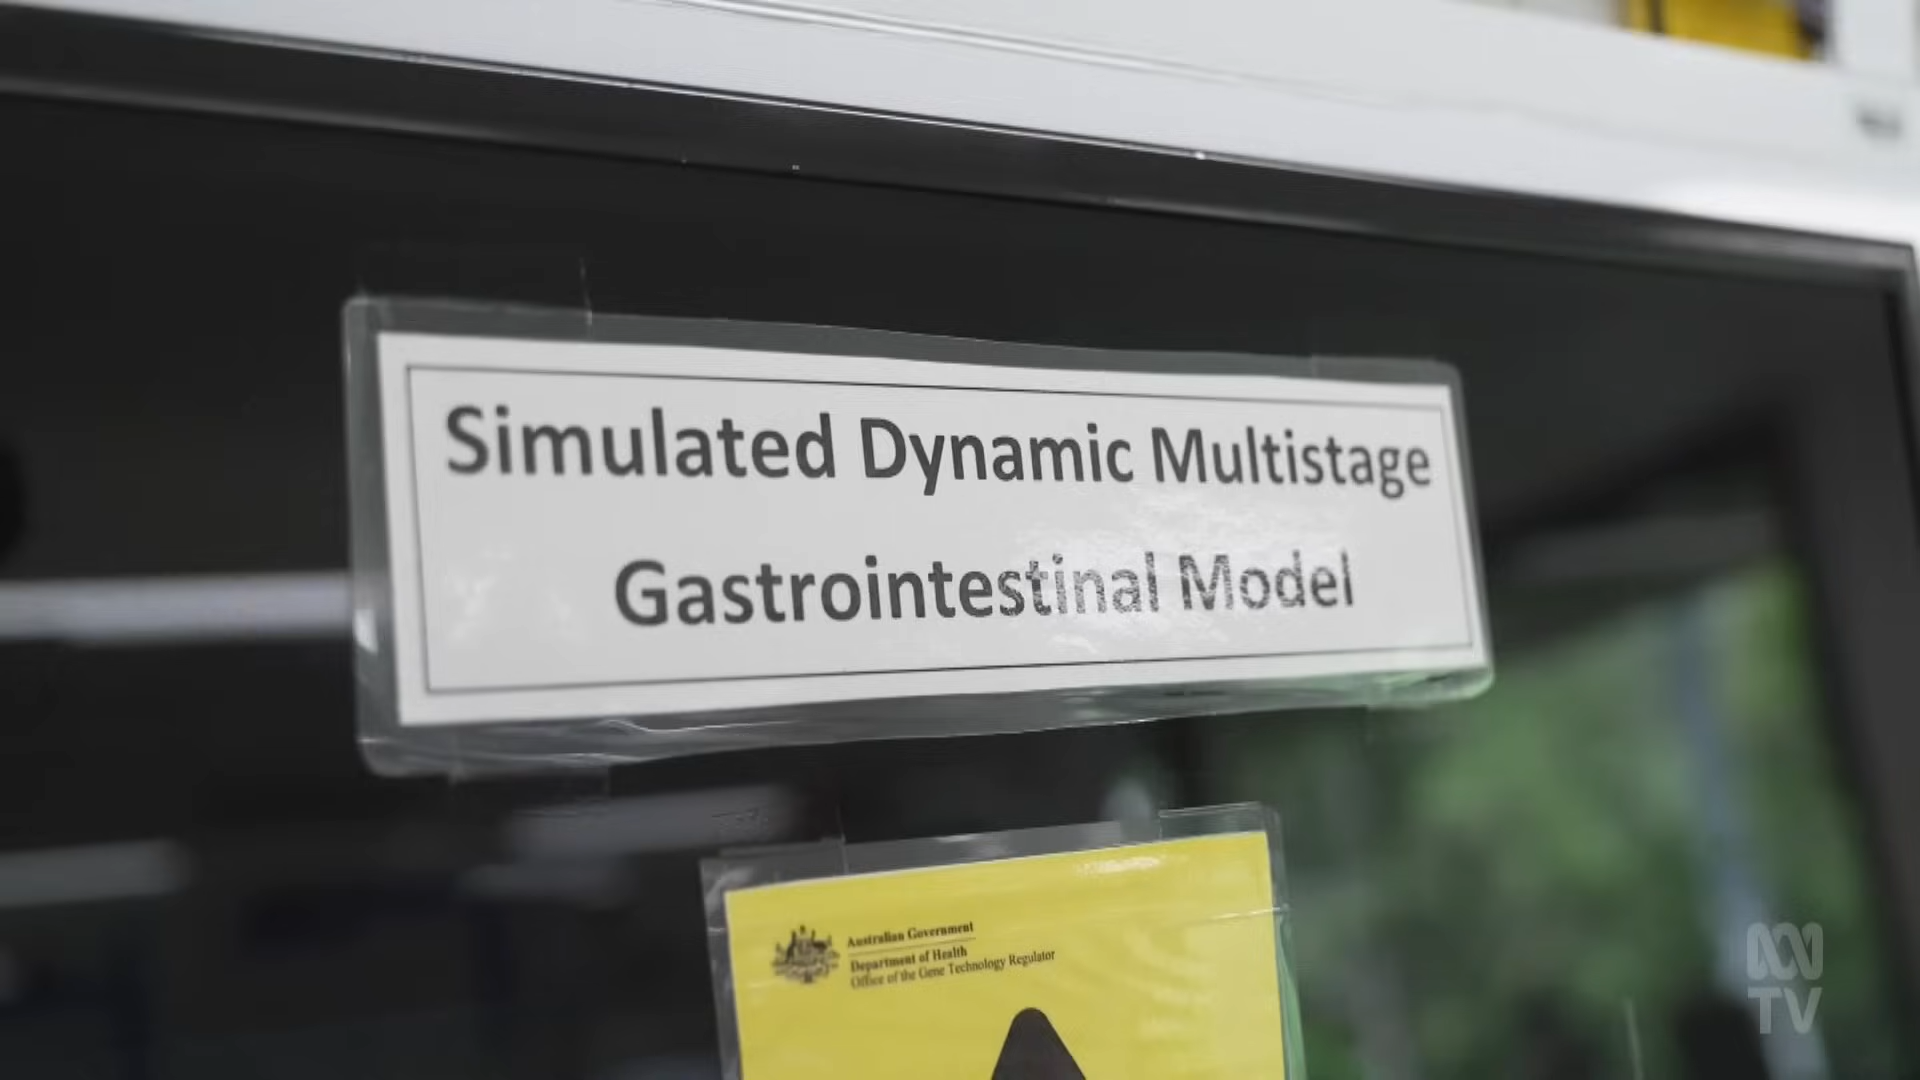 Simulated Dynamic Multistage
Gastrointestinal Model
Australian Government
Department of Health
Office of the Gene Technology Regulator
TV